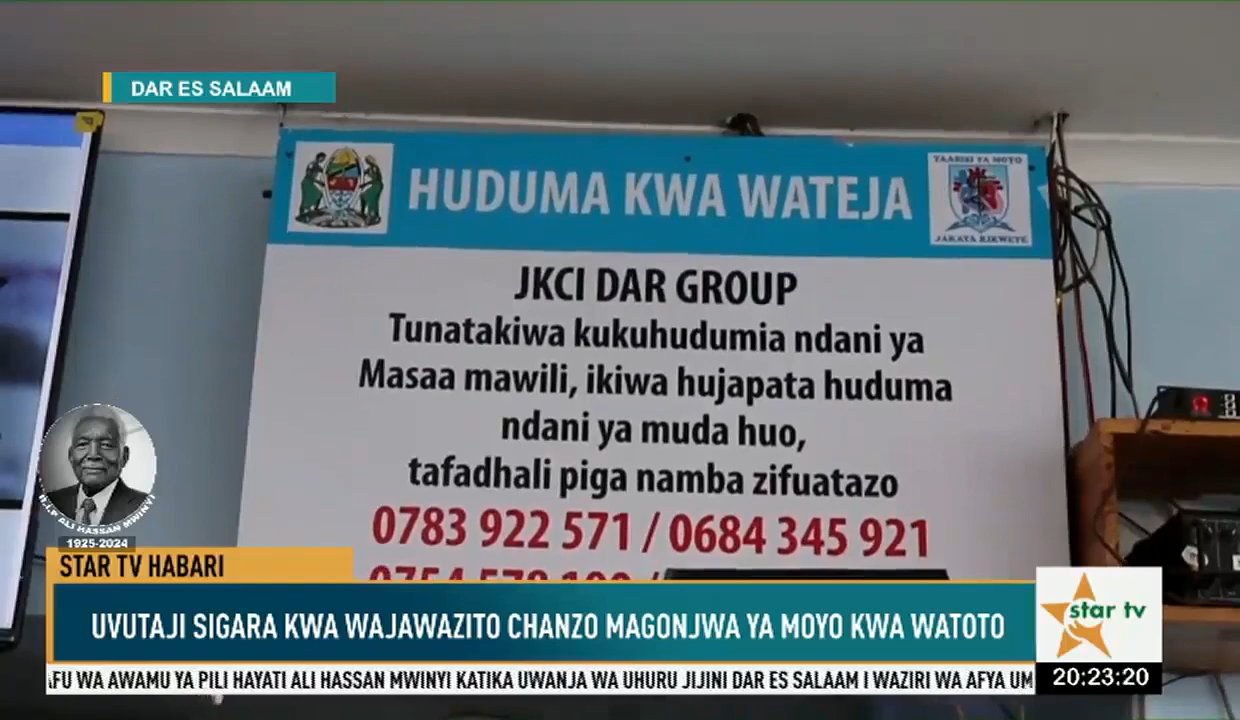 DAR ES SALAAM
HUDUMA KWA WATEJA
TAASISI YA MOYO
JAKAYA KIKWETE
JKCI DAR GROUP
Tunatakiwa kukuhudumia ndani ya
Masaa mawili, ikiwa hujapata huduma
ndani ya muda huo,
tafadhali piga namba zifuatazo
0783 922 571 / 0684 345 921
R.I.P ALI HASSAN MWINYI
1925-2024
STAR TV HABARI
UVUTAJI SIGARA KWA WAJAWAZITO CHANZO MAGONJWA YA MOYO KWA WATOTO
star tv
WA AWAMU YA PILI HAYATI ALI HASSAN MWINYI KATIKA UWANJA WA UHURU JIJINI DAR ES SALAAM I WAZIRI WA AFYA UM
20:23:20